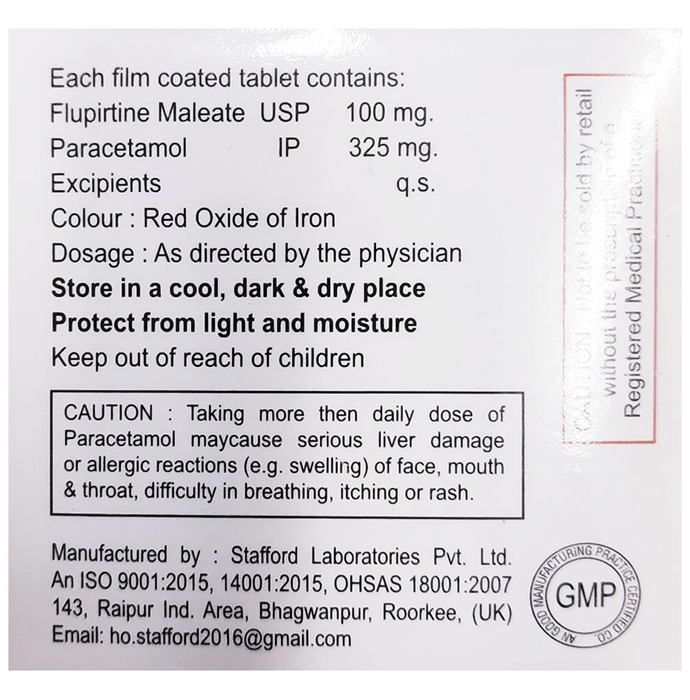 Each film coated tablet contains:
Flupirtine Maleate USP 100 mg.
Paracetamol IP 325 mg.
Excipients q.s.
Colour : Red Oxide of Iron
Dosage : As directed by the physician
Store in a cool, dark & dry place
Protect from light and moisture
Keep out of reach of children
CAUTION : Taking more then daily dose of
Paracetamol maycause serious liver damage
or allergic reactions (e.g. swelling) of face, mouth
& throat, difficulty in breathing, itching or rash.
Manufactured by : Stafford Laboratories Pvt. Ltd.
An ISO 9001:2015, 14001:2015, OHSAS 18001:2007
143, Raipur Ind. Area, Bhagwanpur, Roorkee, (UK)
Email: ho.stafford2016@gmail.com
CAUTION : Not to be sold by retail
without the prescription of a
Registered Medical
AN GOOD MANUFACTURING PRACTICE CERTIFIED CO.
GMP